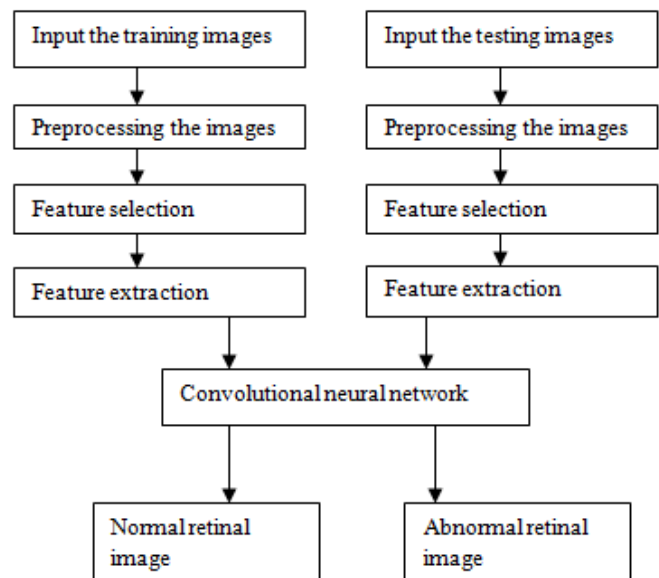 Input the training images
Input the testing images
Preprocessing the images
Preprocessing the images
Feature selection
Feature selection
Feature extraction
Feature extraction
Convolutional neural network
Normal retinal
image
Abnormal retinal
image